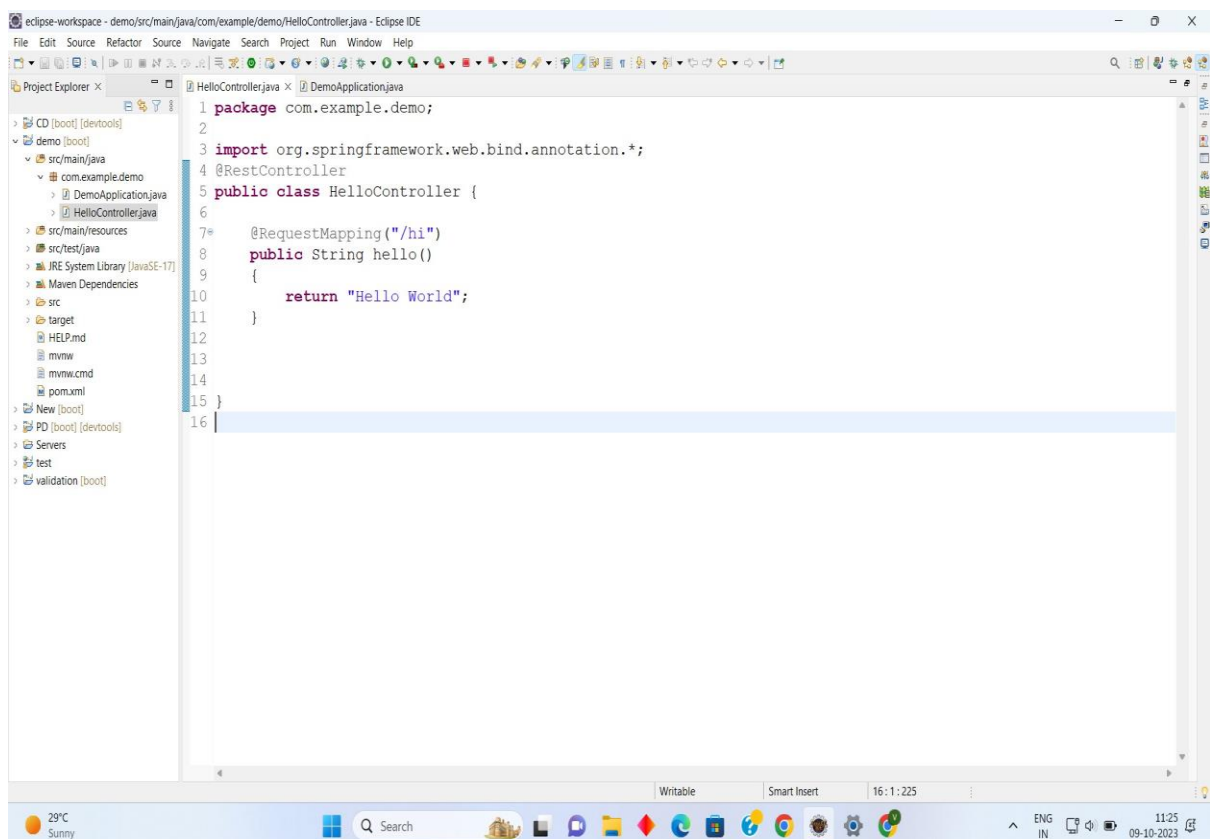 eclipse-workspace - demo/src/main/java/com/example/demo/HelloController.java - Eclipse IDE
File Edit Source Refactor Source Navigate Search Project Run Window Help
Project Explorer
HelloController.java DemoApplication.java
CD [boot] [devtools]
demo [boot]
src/main/java
com.example.demo
DemoApplication.java
HelloController.java
src/main/resources
src/test/java
JRE System Library [JavaSE-17]
Maven Dependencies
src
target
HELP.md
mvnw
mvnw.cmd
pom.xml
New [boot]
PD [boot] [devtools]
Servers
test
validation [boot]
1 package com.example.demo;
2
3 import org.springframework.web.bind.annotation.*;
4 @RestController
5 public class HelloController {
6
7 @RequestMapping("/hi")
8 public String hello()
9 {
10 return "Hello World";
11 }
12
13
14
15 }
16
Writable Smart Insert 16 : 1 : 225
29°C
Sunny
Search
ENG
IN
11:25
09-10-2023